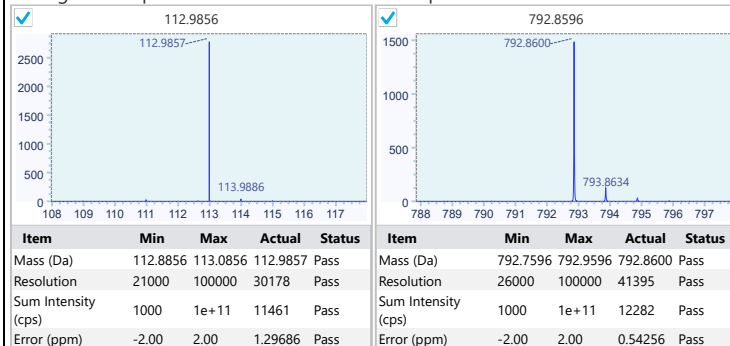 112.9856
112.9857
2500
2000
1500
1000
500
0
113.9886
108 109 110 111 112 113 114 115 116 117
Item Min Max Actual Status
Mass (Da) 112.8856 113.0856 112.9857 Pass
Resolution 21000 100000 30178 Pass
Sum Intensity
(cps) 1000 1e+11 11461 Pass
Error (ppm) -2.00 2.00 1.29686 Pass
792.8596
792.8600
1500
1000
500
0
793.8634
788 789 790 791 792 793 794 795 796 797
Item Min Max Actual Status
Mass (Da) 792.7596 792.9596 792.8600 Pass
Resolution 26000 100000 41395 Pass
Sum Intensity
(cps) 1000 1e+11 12282 Pass
Error (ppm) -2.00 2.00 0.54256 Pass